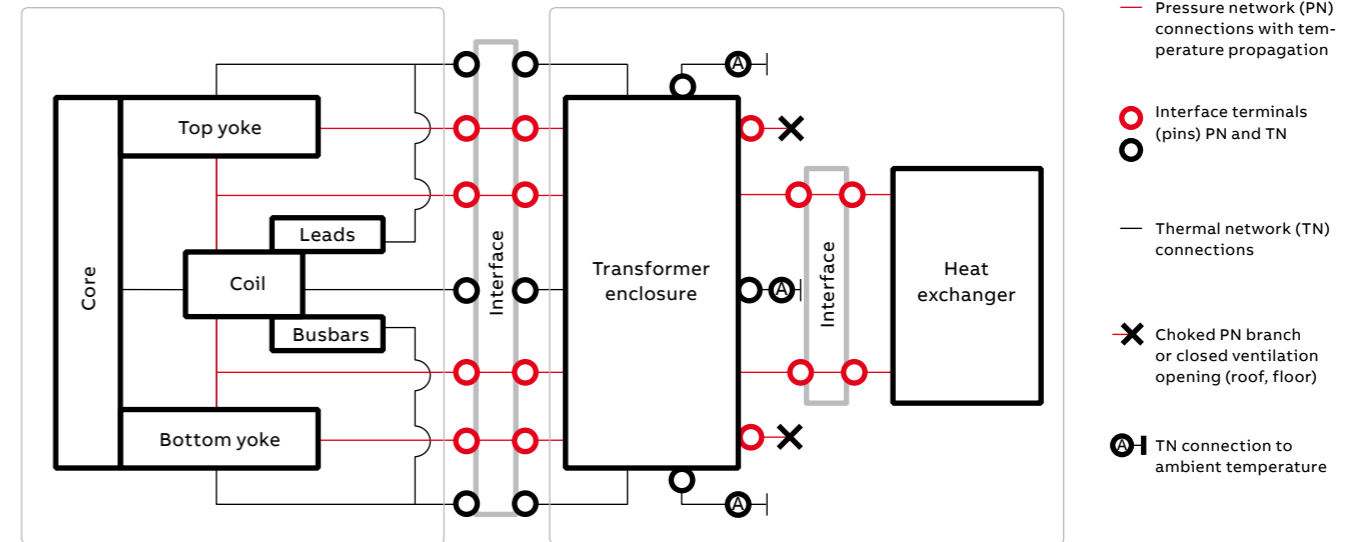 Top yoke
Core
Leads
Coil
Busbars
Bottom yoke
Interface
Transformer
enclosure
A
A
A
Interface
Heat
exchanger
Pressure network (PN)
connections with tem-
perature propagation
Interface terminals
(pins) PN and TN
Thermal network (TN)
connections
Choked PN branch
or closed ventilation
opening (roof, floor)
A
TN connection to
ambient temperature